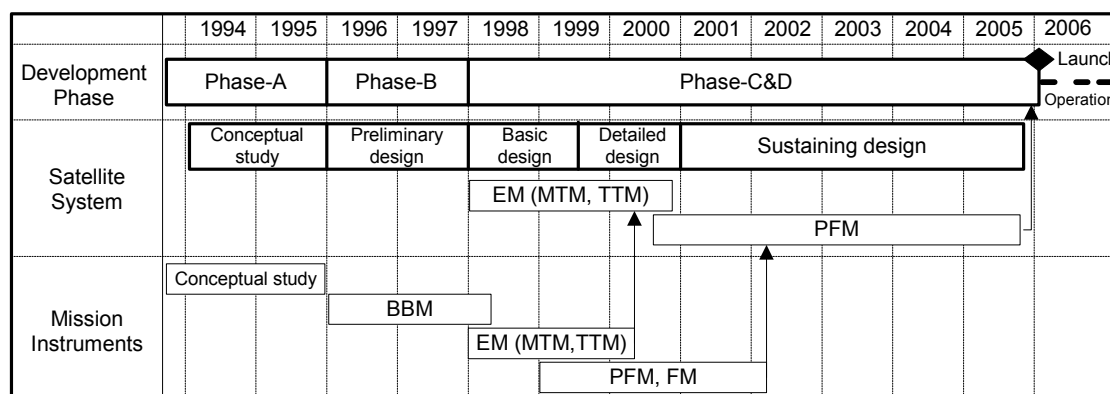 1994 1995 1996 1997 1998 1999 2000 2001 2002 2003 2004 2005 2006
Development
Phase
Phase-A
Phase-B
Phase-C&D
Launch
Operation
Satellite
System
Conceptual
study
Preliminary
design
Basic
design
Detailed
design
Sustaining design
EM (MTM, TTM)
PFM
Mission
Instruments
Conceptual study
BBM
EM (MTM,TTM)
PFM, FM